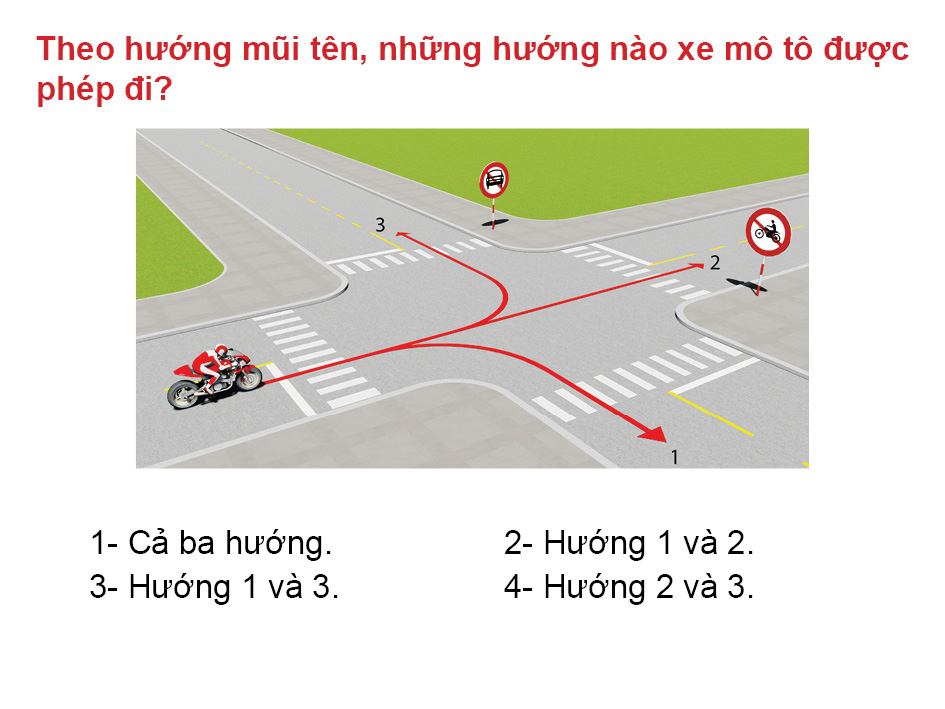 Theo hướng mũi tên, những hướng nào xe mô tô được
phép đi?
3
2
1
1- Cả ba hướng.
2- Hướng 1 và 2.
3- Hướng 1 và 3.
4- Hướng 2 và 3.